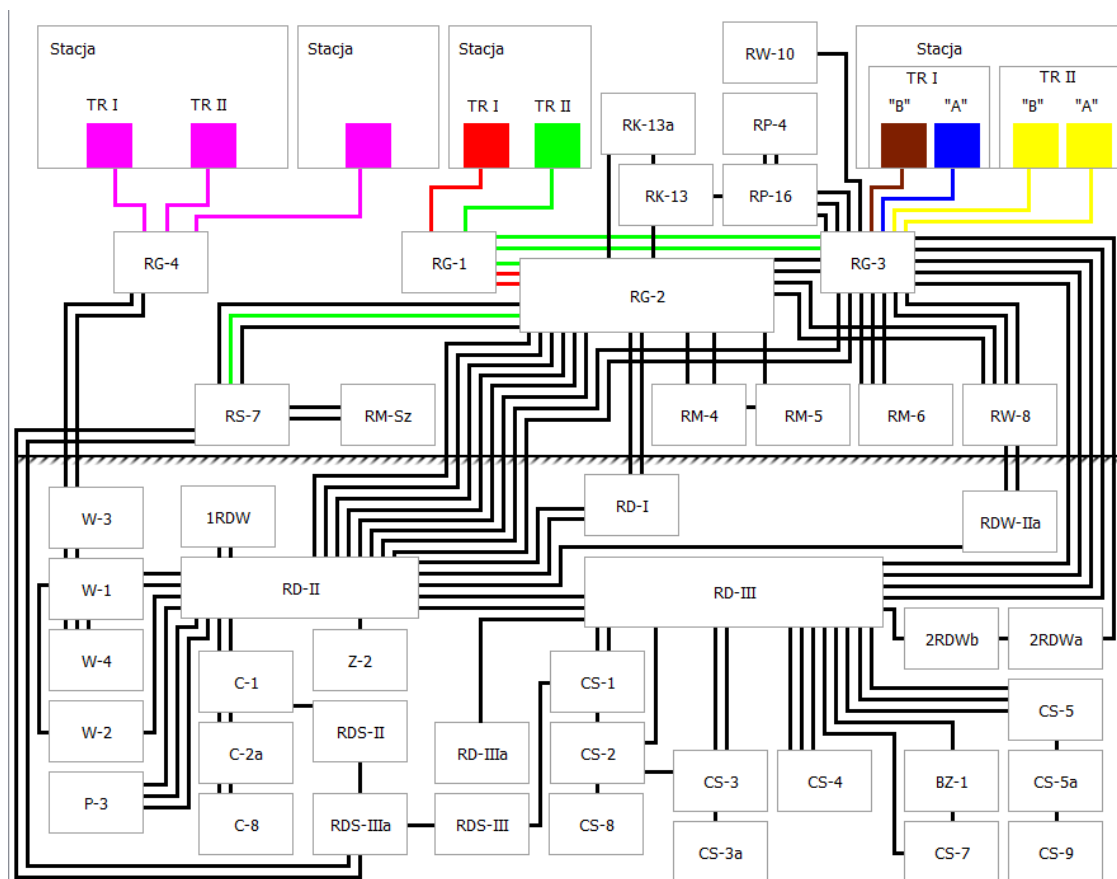 Stacja
Stacja
Stacja
RW-10
Stacja
TR I
TR II
TR I
TR II
TR I
TR II
"B"
"A"
"B"
"A"
RK-13a
RP-4
RK-13
RP-16
RG-4
RG-1
RG-2
RG-3
RS-7
RM-Sz
RM-4
RM-5
RM-6
RW-8
W-3
1RDW
RD-I
RDW-IIa
W-1
RD-II
RD-III
W-4
C-1
Z-2
CS-1
2RDWb
2RDWa
W-2
C-2a
RDS-II
RD-IIIa
CS-2
CS-3
CS-4
BZ-1
CS-5
CS-5a
P-3
C-8
RDS-IIIa
RDS-III
CS-8
CS-3a
CS-7
CS-9